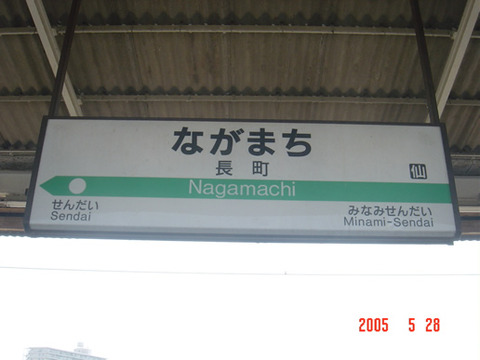 ながまち
長町
仙
Nagamachi
せんだい
Sendai
みなみせんだい
Minami-Sendai
2005 5 28